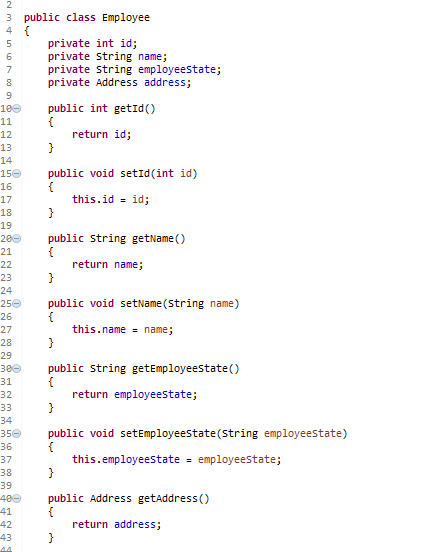 2
3 public class Employee
4 {
5     private int id;
6     private String name;
7     private String employeeState;
8     private Address address;
9
10     public int getId()
11     {
12         return id;
13     }
14
15     public void setId(int id)
16     {
17         this.id = id;
18     }
19
20     public String getName()
21     {
22         return name;
23     }
24
25     public void setName(String name)
26     {
27         this.name = name;
28     }
29
30     public String getEmployeeState()
31     {
32         return employeeState;
33     }
34
35     public void setEmployeeState(String employeeState)
36     {
37         this.employeeState = employeeState;
38     }
39
40     public Address getAddress()
41     {
42         return address;
43     }
44